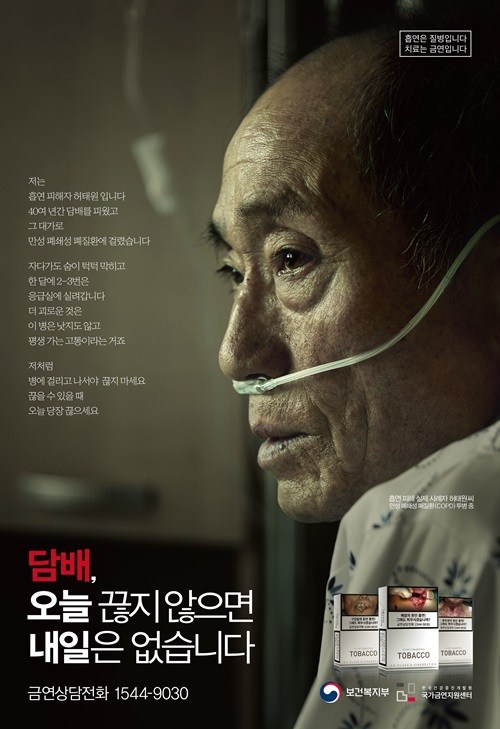 흡연은 질병입니다
치료는 금연입니다
저는
흡연 피해자 허태원 입니다
40여 년간 담배를 피웠고
그 대가로
만성 폐쇄성 폐질환에 걸렸습니다
자다가도 숨이 턱턱 막히고
한 달에 2~3번은
응급실에 실려갑니다
더 괴로운 것은
이 병은 낫지도 않고
평생 가는 고통이라는 거죠
저처럼
병에 걸리고 나서야 끊지 마세요
끊을 수 있을 때
오늘 당장 끊으세요
흡연 피해 실제 사례자 허태원씨
만성 폐쇄성 폐질환(COPD) 투병 중
담배,
오늘 끊지 않으면
내일은 없습니다
금연상담전화 1544-9030
TOBACCO
TOBACCO
TOBACCO
보건복지부
한국건강증진개발원
국가금연지원센터